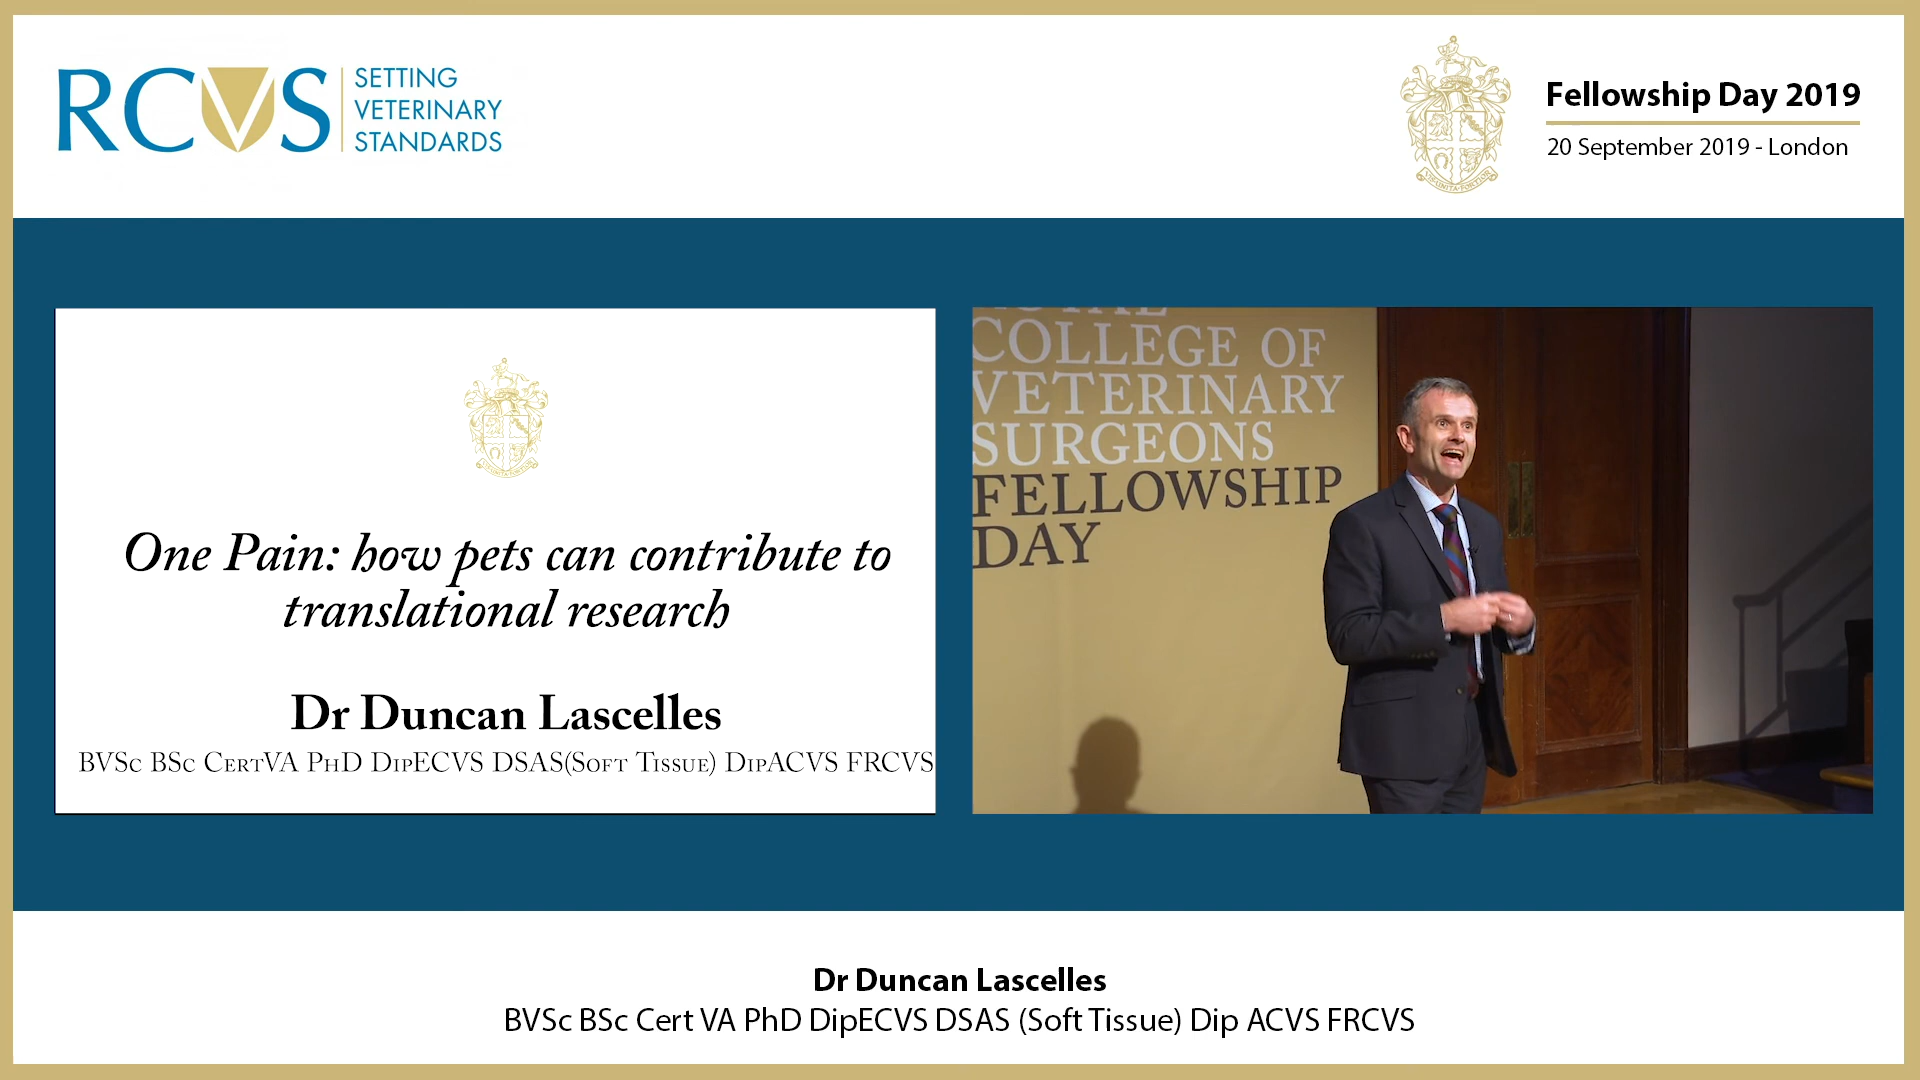 RCVS
SETTING
VETERINARY
STANDARDS
Fellowship Day 2019
20 September 2019 - London
One Pain: how pets can contribute to
translational research
Dr Duncan Lascelles
BVSc BSc CertVA PhD DipECVS DSAS(Soft Tissue) DipACVS FRCVS
COLLEGE OF
VETERINARY
SURGEONS
FELLOWSHIP
DAY
Dr Duncan Lascelles
BVSc BSc Cert VA PhD DipECVS DSAS (Soft Tissue) Dip ACVS FRCVS